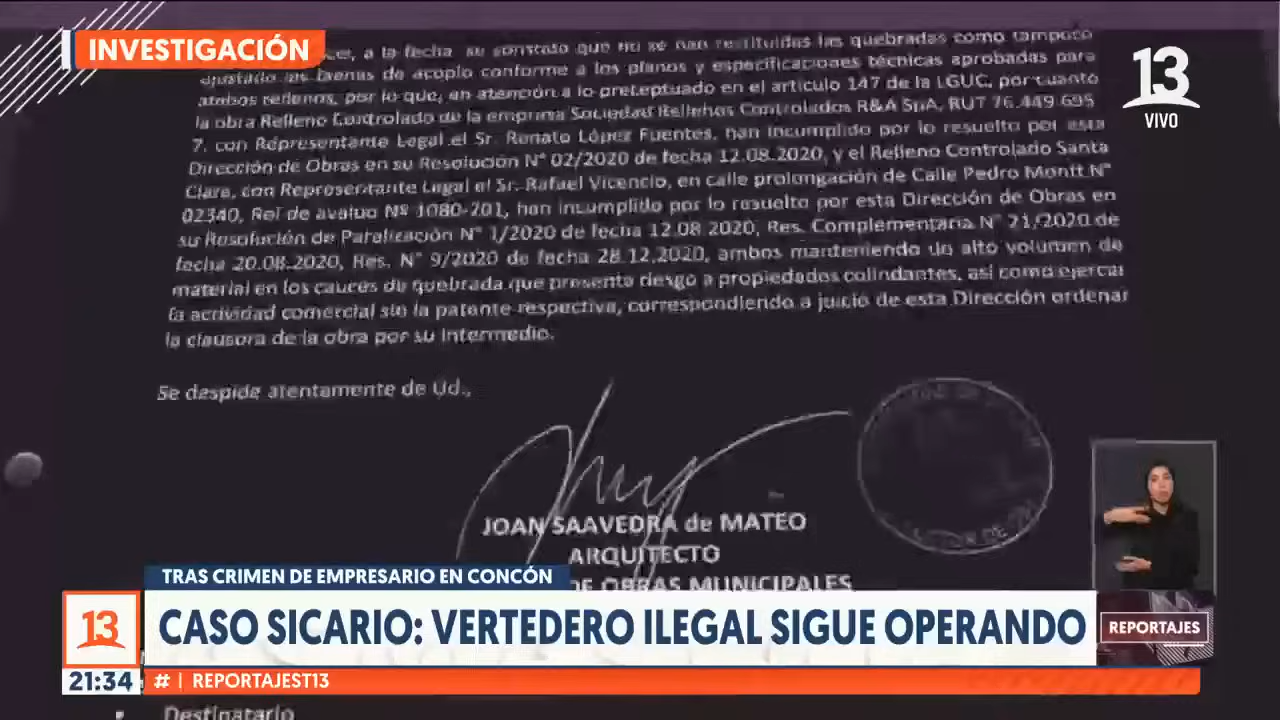 INVESTIGACIÓN
a la fecha se constató que no se han restituidas las quebradas como tampoco
ajustado las faenas de acopio conforme a los planos y especificaciones técnicas aprobadas para
ambos rellenos, por lo que, en atención a lo preteptuado en el artículo 147 de la LGUC, por cuanto
la obra Relleno Controlado de la empresa Sociedad Rellenos Controlados R&A SpA, RUT 76.449.695
7, con Representante Legal el Sr. Renato López Fuentes, han incumplido por lo resuelto por esta
Dirección de Obras en su Resolución N° 02/2020 de fecha 12.08.2020, y el Relleno Controlado Santa
Clara, con Representante Legal el Sr. Rafael Vicencio, en calle prolongación de Calle Pedro Montt N°
02340, Rol de avalúo Nº 1080-201, han incumplido por lo resuelto por esta Dirección de Obras en
su Resolución de Paralización N° 1/2020 de fecha 12.08.2020, Res. Complementaria N° 21/2020 de
fecha 20.08.2020, Res. N° 9/2020 de fecha 28.12.2020, ambos manteniendo un alto volumen de
material en los cauces de quebrada que presenta riesgo a propiedades colindantes, así como ejercer
la actividad comercial sin la patente respectiva, correspondiendo a juicio de esta Dirección ordenar
la clausura de la obra por su intermedio.
Se despide atentamente de Ud.,
JOAN SAAVEDRA de MATEO
ARQUITECTO
DE OBRAS MUNICIPALES
13
VIVO
TRAS CRIMEN DE EMPRESARIO EN CONCÓN
13
CASO SICARIO: VERTEDERO ILEGAL SIGUE OPERANDO
REPORTAJES
21:34
# | REPORTAJEST13
Destinatario